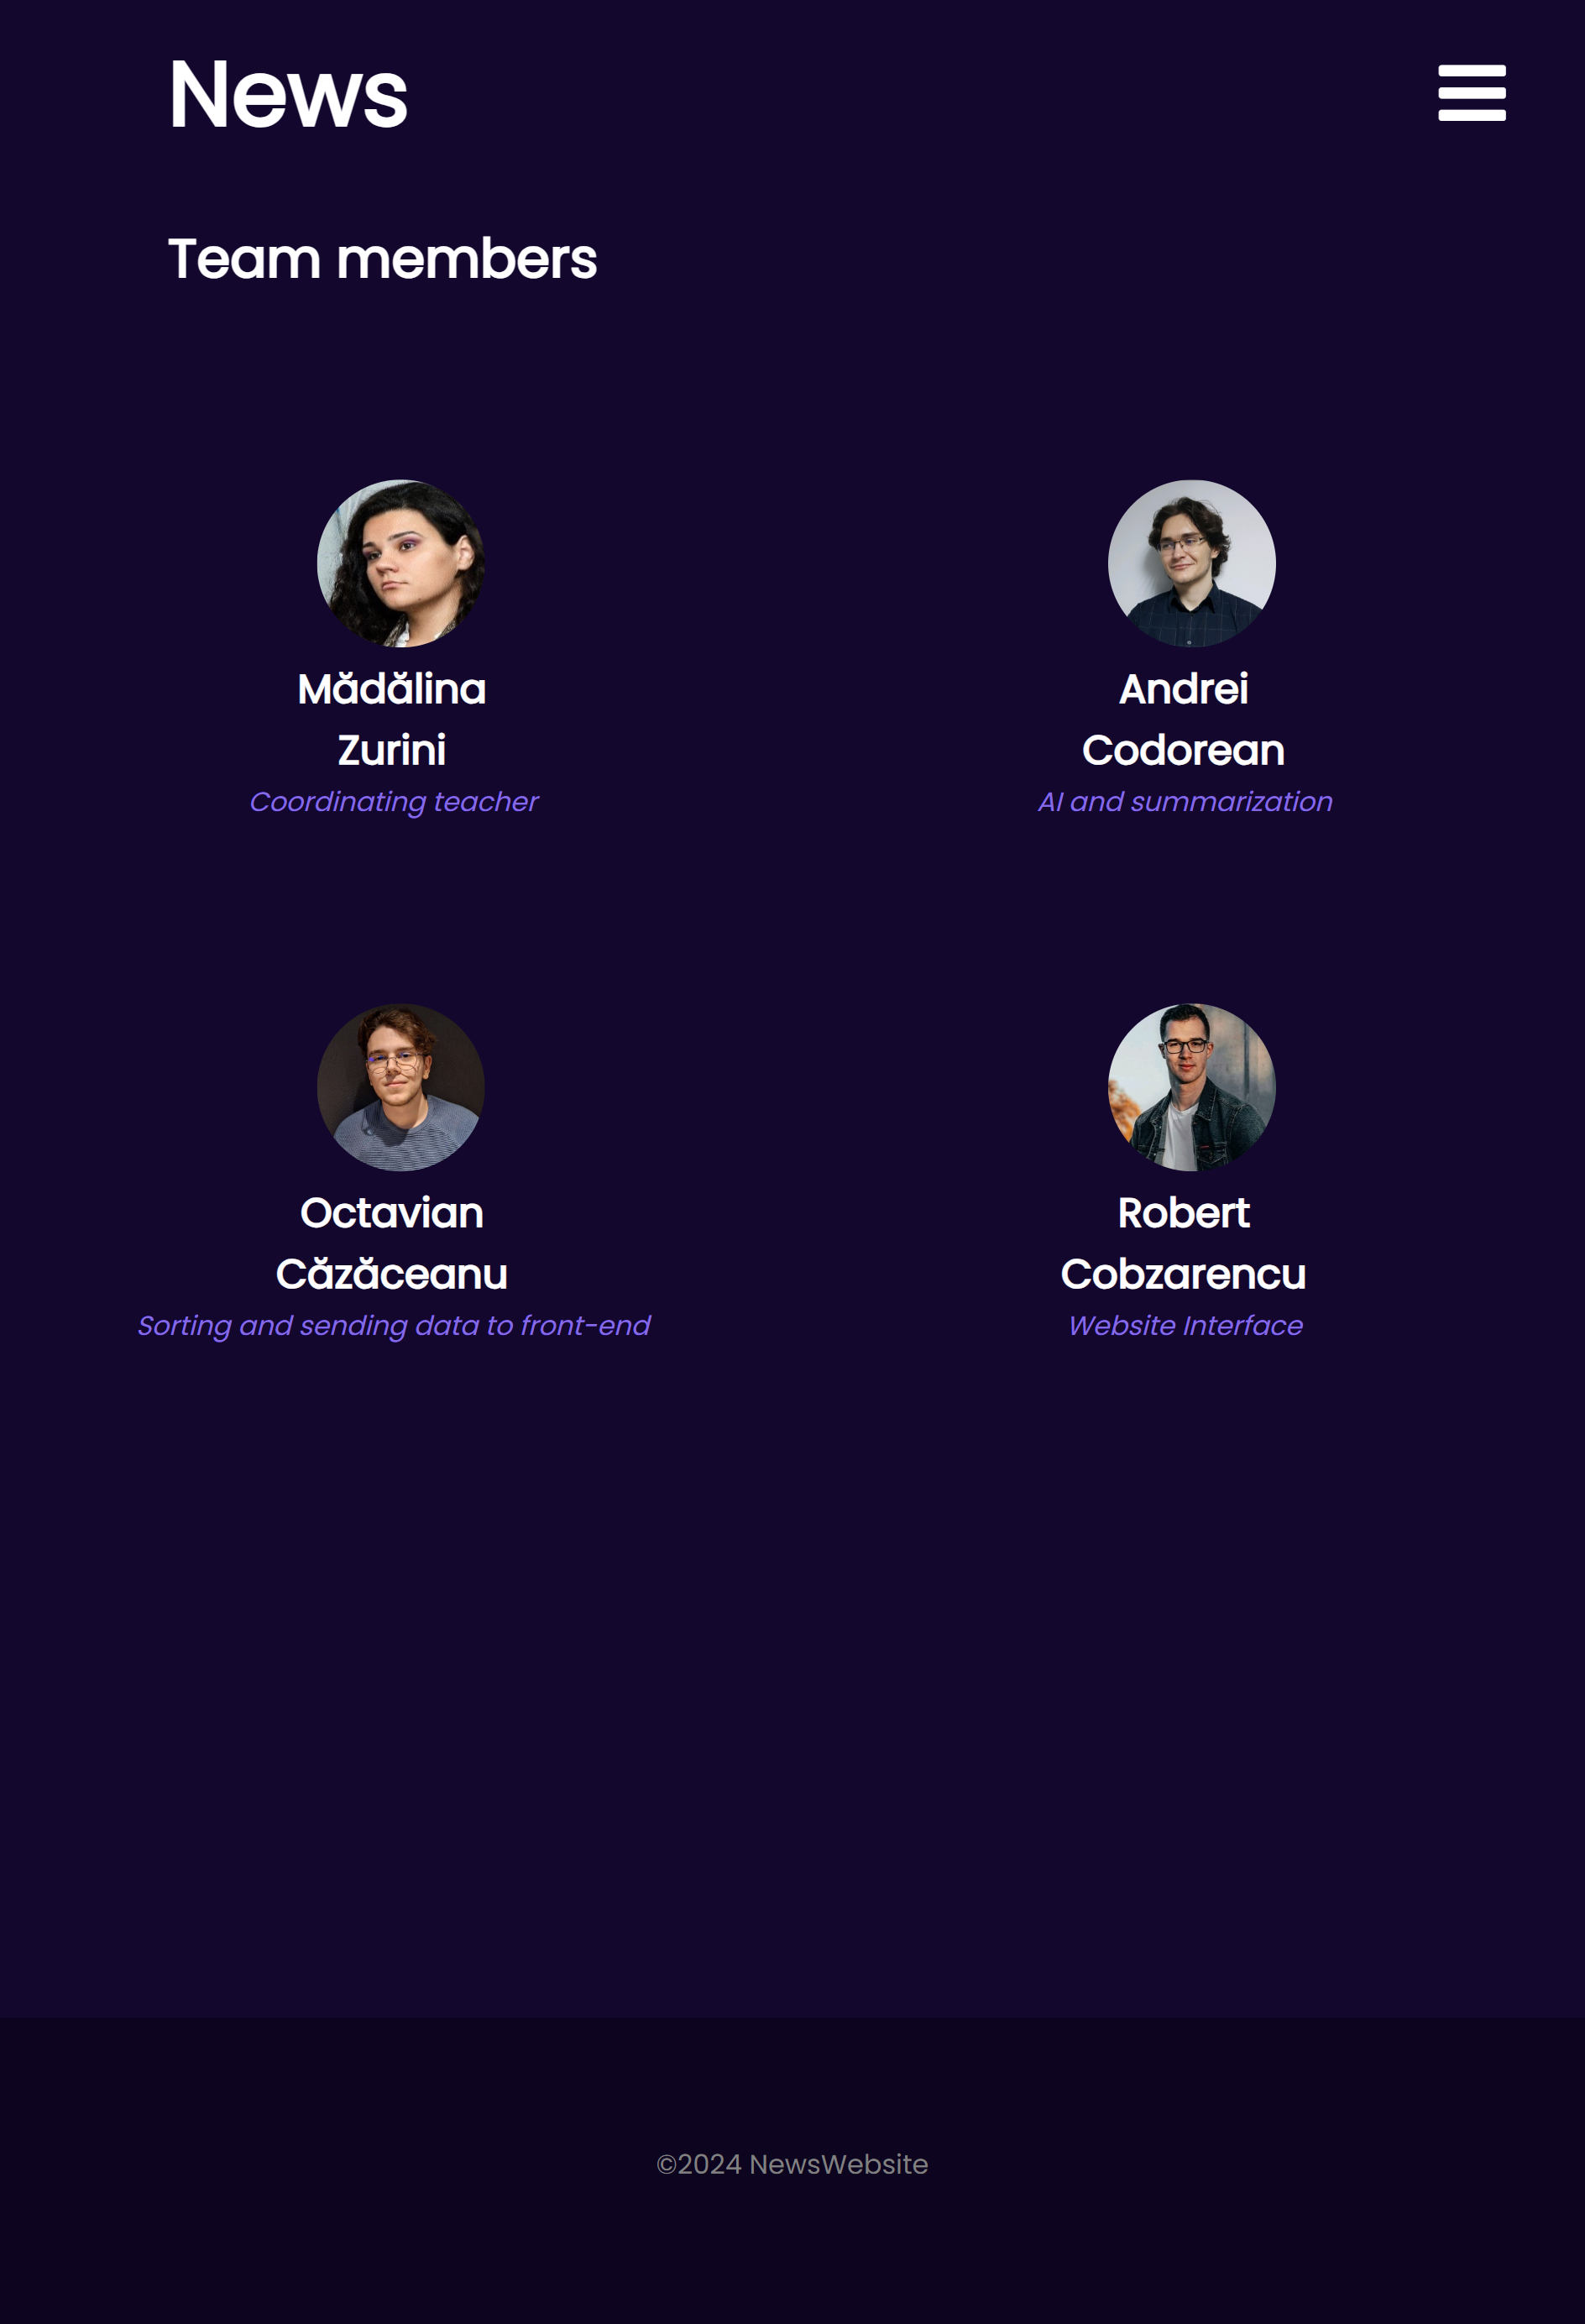 News
Team members
Mădălina
Zurini
Coordinating teacher
Andrei
Codorean
AI and summarization
Octavian
Căzăceanu
Sorting and sending data to front-end
Robert
Cobzarencu
Website Interface
©2024 NewsWebsite